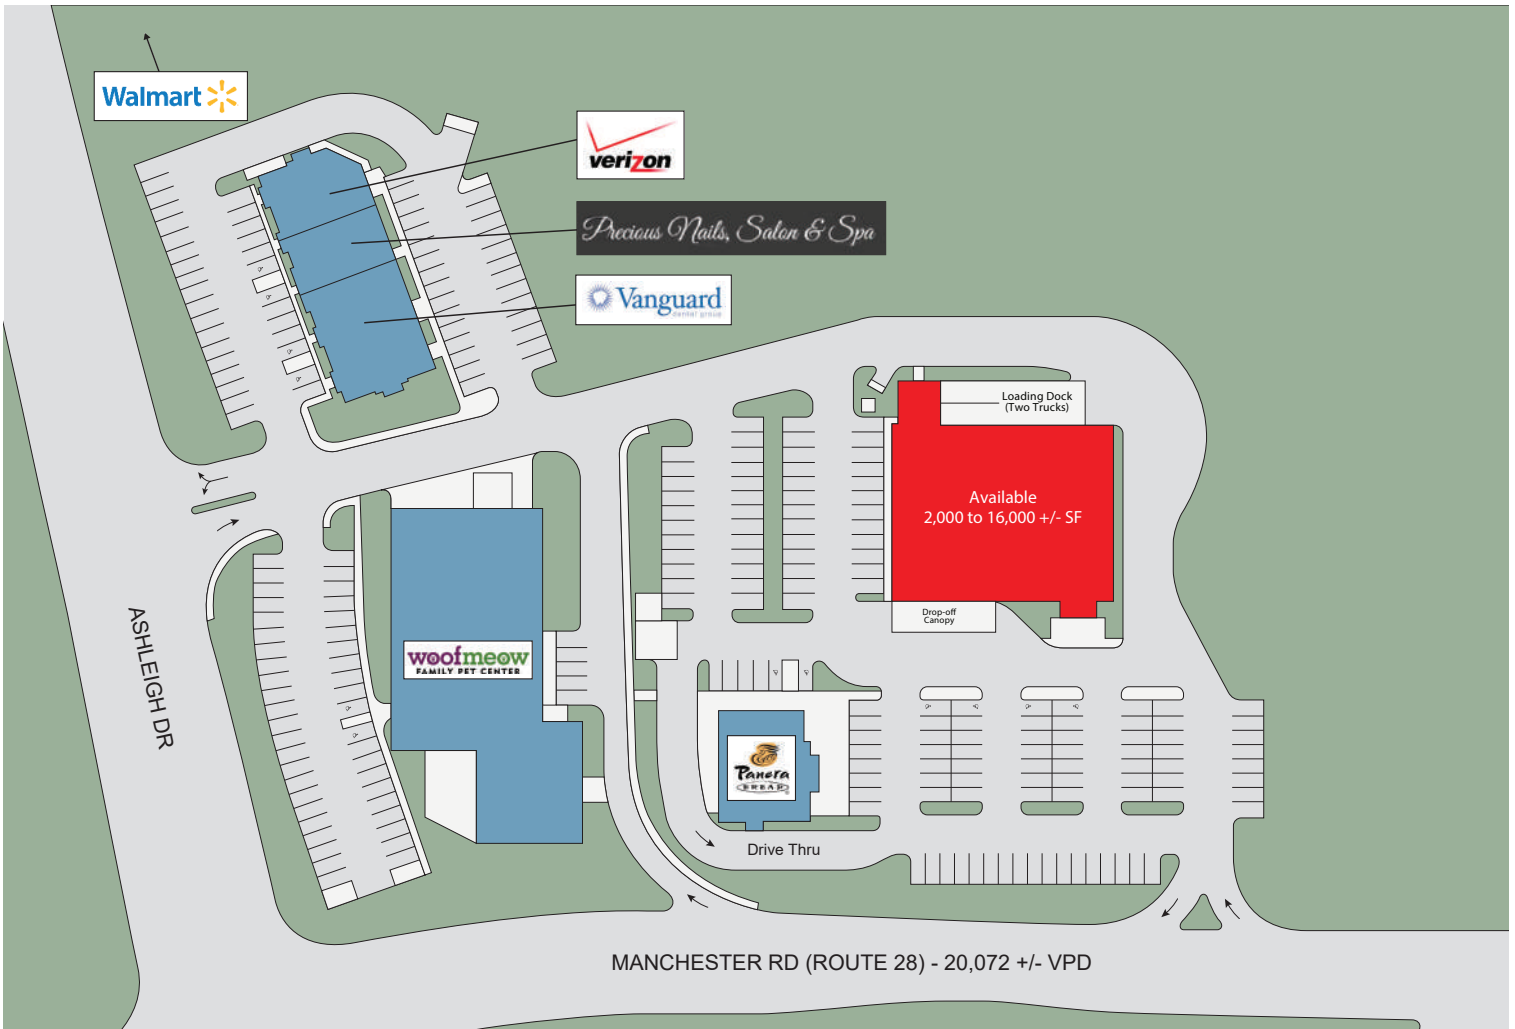 Walmart
verizon
Precious Nails, Salon & Spa
Vanguard
dental group
Loading Dock
(Two Trucks)
Available
2,000 to 16,000 +/- SF
Drop-off
Canopy
woofmeow
FAMILY PET CENTER
ASHLEIGH DR
Panera
BREAD
Drive Thru
MANCHESTER RD (ROUTE 28) - 20,072 +/- VPD